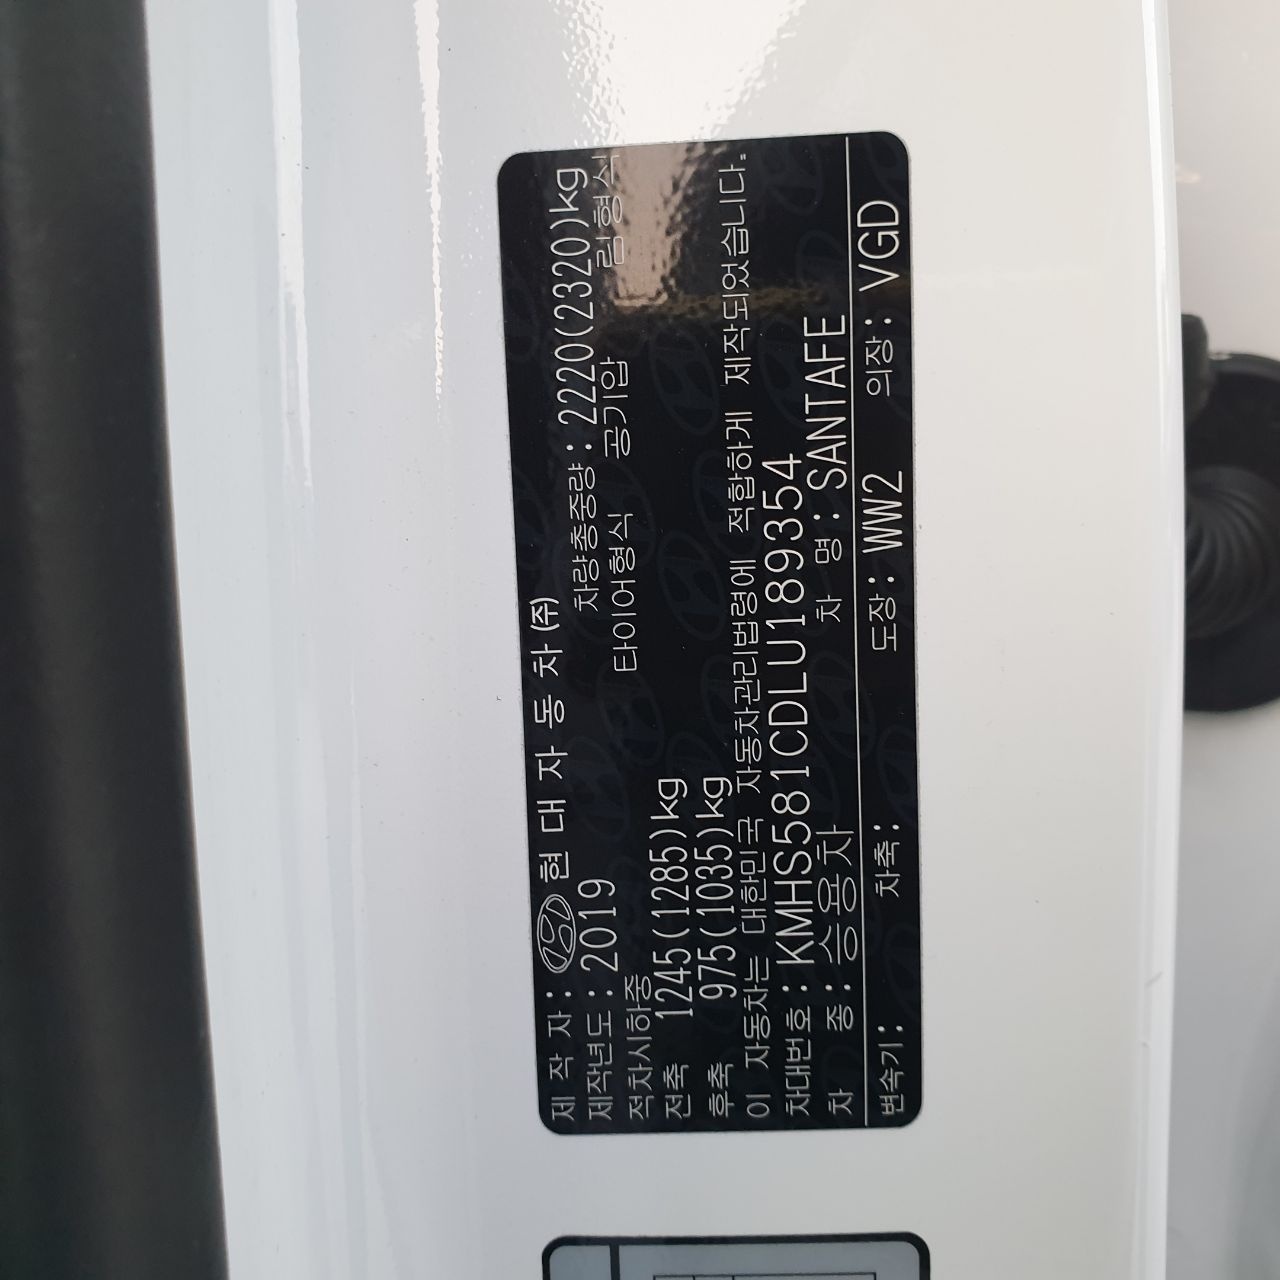 제 작 자 : 현 대 자 동 차 (주)
제작년도 : 2019 차량총중량 : 2220(2320)kg
적차시하중 타이어형식 공기압 림형식
전축 1245(1285)kg
후축 975(1035)kg
이 자동차는 대한민국 자동차관리법령에 적합하게 제작되었습니다.
차대번호 : KMHS581CDLU189354
차 종 : 승용차 차 명 : SANTAFE
변속기 : 차축 : 도장 : WW2 의장 : VGD